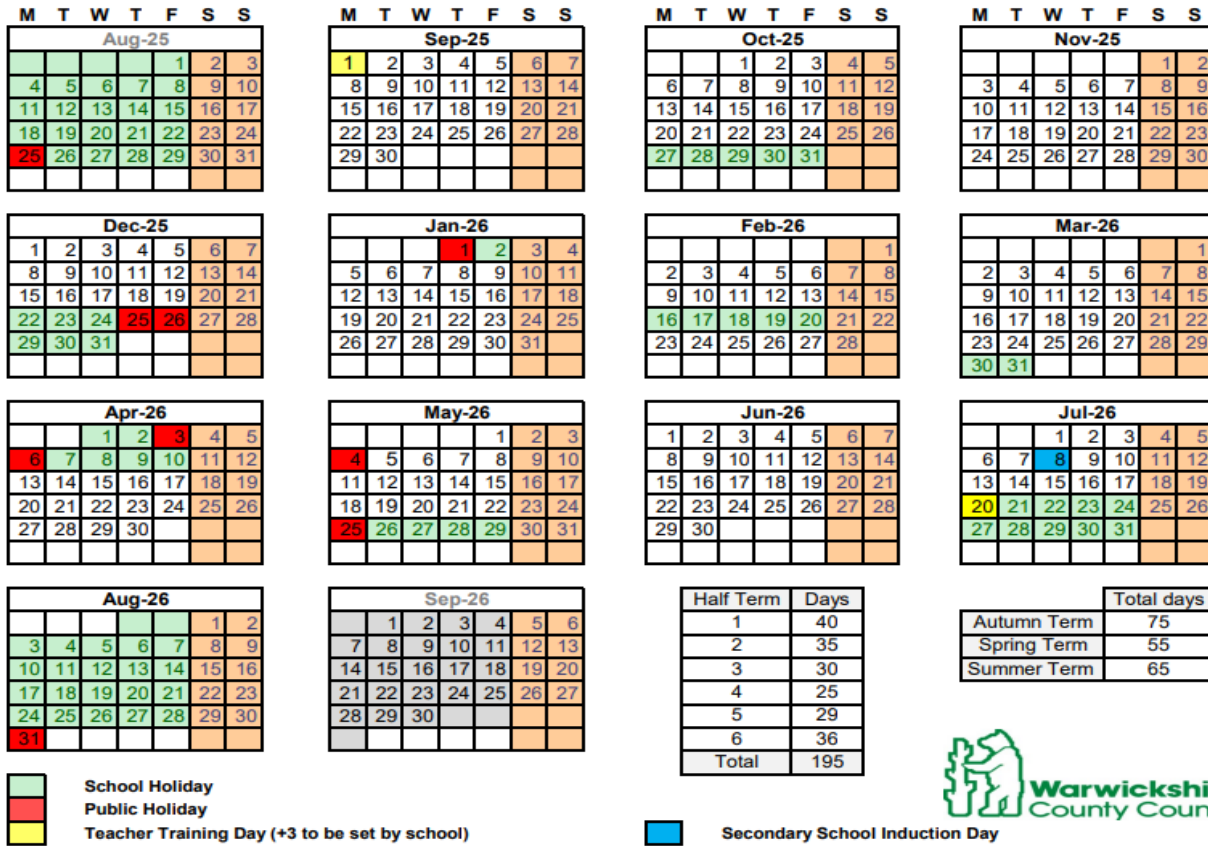 M T W T F S S
Aug-25
1 2 3
4 5 6 7 8 9 10
11 12 13 14 15 16 17
18 19 20 21 22 23 24
25 26 27 28 29 30 31
M T W T F S S
Sep-25
1 2 3 4 5 6 7
8 9 10 11 12 13 14
15 16 17 18 19 20 21
22 23 24 25 26 27 28
29 30
M T W T F S S
Oct-25
1 2 3 4 5
6 7 8 9 10 11 12
13 14 15 16 17 18 19
20 21 22 23 24 25 26
27 28 29 30 31
M T W T F S S
Nov-25
1 2
3 4 5 6 7 8 9
10 11 12 13 14 15 16
17 18 19 20 21 22 23
24 25 26 27 28 29 30
Dec-25
1 2 3 4 5 6 7
8 9 10 11 12 13 14
15 16 17 18 19 20 21
22 23 24 25 26 27 28
29 30 31
Jan-26
1 2 3 4
5 6 7 8 9 10 11
12 13 14 15 16 17 18
19 20 21 22 23 24 25
26 27 28 29 30 31
Feb-26
1
2 3 4 5 6 7 8
9 10 11 12 13 14 15
16 17 18 19 20 21 22
23 24 25 26 27 28
Mar-26
1
2 3 4 5 6 7 8
9 10 11 12 13 14 15
16 17 18 19 20 21 22
23 24 25 26 27 28 29
30 31
Apr-26
1 2 3 4 5
6 7 8 9 10 11 12
13 14 15 16 17 18 19
20 21 22 23 24 25 26
27 28 29 30
May-26
1 2 3
4 5 6 7 8 9 10
11 12 13 14 15 16 17
18 19 20 21 22 23 24
25 26 27 28 29 30 31
Jun-26
1 2 3 4 5 6 7
8 9 10 11 12 13 14
15 16 17 18 19 20 21
22 23 24 25 26 27 28
29 30
Jul-26
1 2 3 4 5
6 7 8 9 10 11 12
13 14 15 16 17 18 19
20 21 22 23 24 25 26
27 28 29 30 31
Aug-26
1 2
3 4 5 6 7 8 9
10 11 12 13 14 15 16
17 18 19 20 21 22 23
24 25 26 27 28 29 30
31
Sep-26
1 2 3 4 5 6
7 8 9 10 11 12 13
14 15 16 17 18 19 20
21 22 23 24 25 26 27
28 29 30
Half Term Days
1 40
2 35
3 30
4 25
5 29
6 36
Total 195
Total days
Autumn Term 75
Spring Term 55
Summer Term 65
Warwickshi
County Coun
School Holiday
Public Holiday
Teacher Training Day (+3 to be set by school)
Secondary School Induction Day